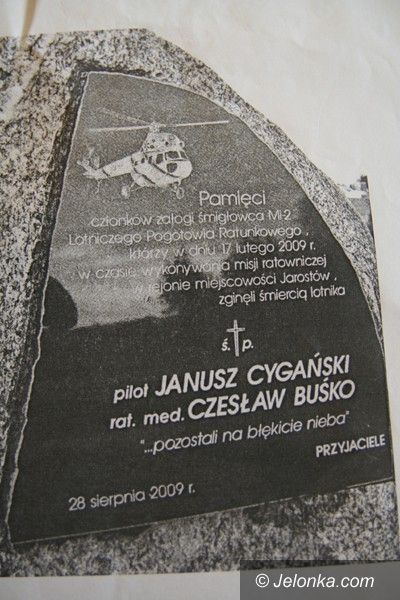 Pamięci
członków załogi śmigłowca MI-2
Lotniczego Pogotowia Ratunkowego ,
którzy w dniu 17 lutego 2009 r.
w czasie wykonywania misji ratowniczej
w rejonie miejscowości Jarostów ,
zginęli śmiercią lotnika
ś. p.
pilot JANUSZ CYGAŃSKI
rat. med. CZESŁAW BUŚKO
"...pozostali na błękicie nieba"
PRZYJACIELE
28 sierpnia 2009 r.
© Jelonka.com